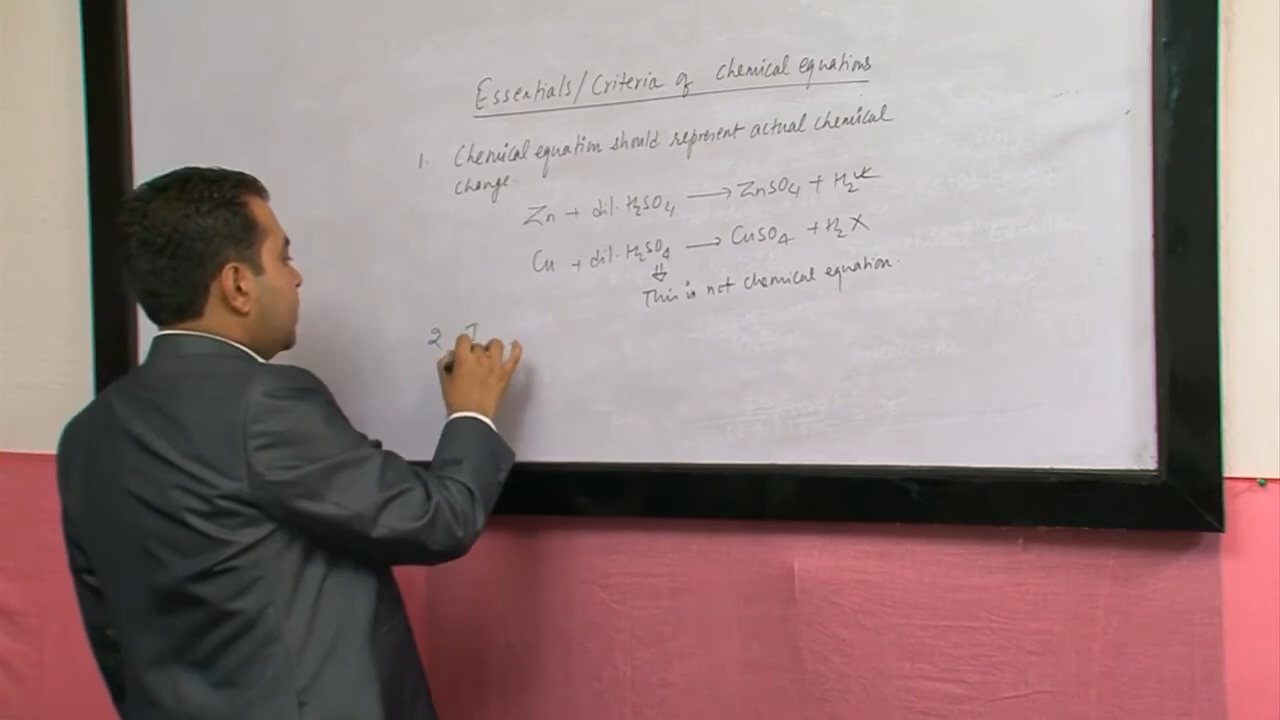 Essentials/Criteria of chemical equations
1. Chemical equation should represent actual chemical
change.
Zn + dil. H₂SO₄ → ZnSO₄ + H₂ ✓
Cu + dil. H₂SO₄ → CuSO₄ + H₂ X
⇓
This is not chemical equation.
2 I